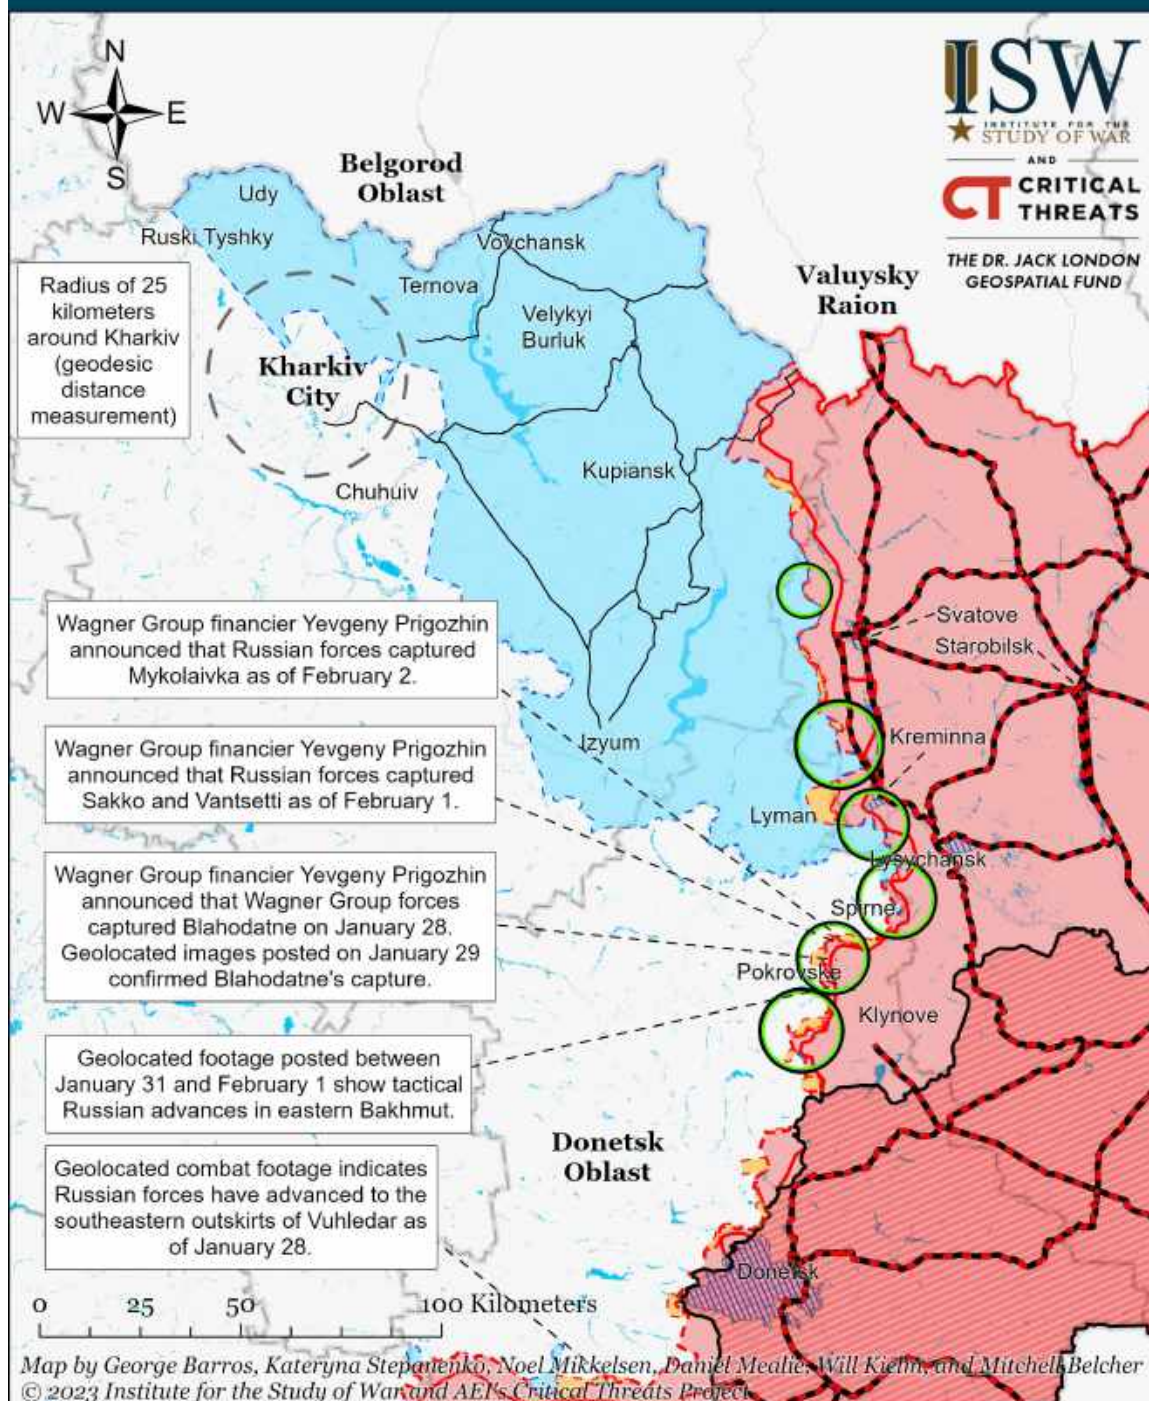 N
W E
S
ISW
INSTITUTE FOR THE
STUDY OF WAR
AND
CT CRITICAL
THREATS
THE DR. JACK LONDON
GEOSPATIAL FUND
Belgorod
Oblast
Udy
Ruski Tyshky
Vovchansk
Ternova
Valuysky
Raion
Radius of 25
kilometers
around Kharkiv
(geodesic
distance
measurement)
Velykyi
Burluk
Kharkiv
City
Kupiansk
Chuhuiv
Wagner Group financier Yevgeny Prigozhin
announced that Russian forces captured
Mykolaivka as of February 2.
Svatove
Starobilsk
Wagner Group financier Yevgeny Prigozhin
announced that Russian forces captured
Sakko and Vantsetti as of February 1.
Izyum
Kreminna
Lyman
Lysychansk
Wagner Group financier Yevgeny Prigozhin
announced that Wagner Group forces
captured Blahodatne on January 28.
Geolocated images posted on January 29
confirmed Blahodatne's capture.
Spirne
Pokrovske
Klynove
Geolocated footage posted between
January 31 and February 1 show tactical
Russian advances in eastern Bakhmut.
Donetsk
Oblast
Geolocated combat footage indicates
Russian forces have advanced to the
southeastern outskirts of Vuhledar as
of January 28.
Donetsk
0 25 50 100 Kilometers
Map by George Barros, Kateryna Stepanenko, Noel Mikkelsen, Daniel Mealie, Will Kiehn, and Mitchell Belcher
© 2023 Institute for the Study of War and AEI's Critical Threats Project